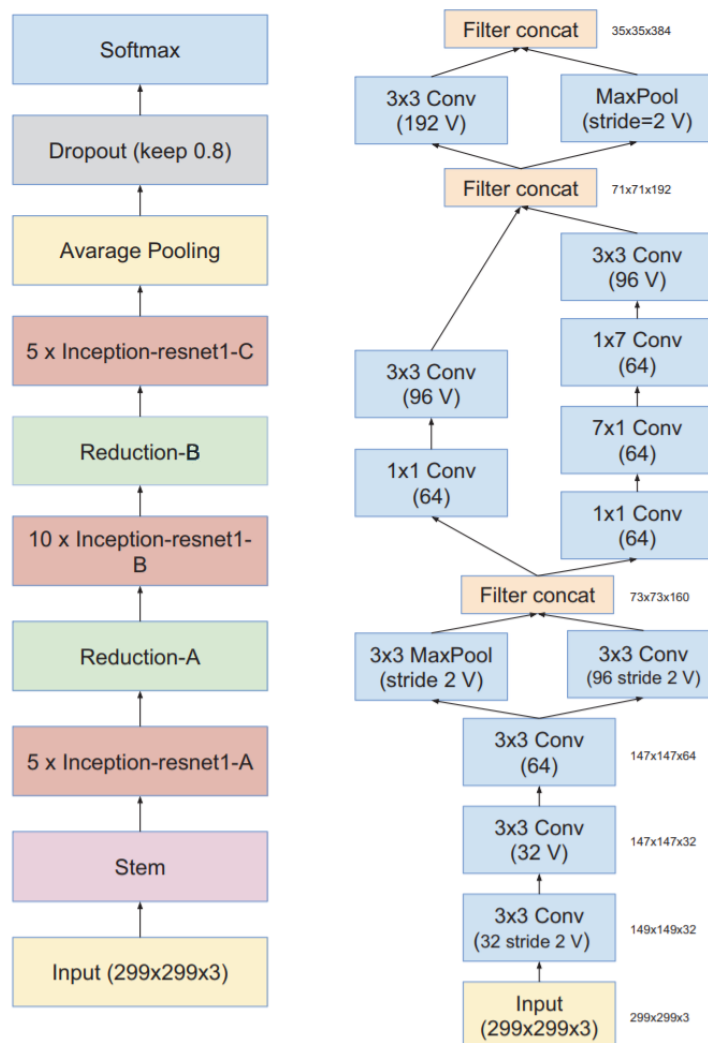 Softmax
Dropout (keep 0.8)
Avarage Pooling
5 x Inception-resnet1-C
Reduction-B
10 x Inception-resnet1-
B
Reduction-A
5 x Inception-resnet1-A
Stem
Input (299x299x3)
Filter concat
35x35x384
3x3 Conv
(192 V)
MaxPool
(stride=2 V)
Filter concat
71x71x192
3x3 Conv
(96 V)
1x7 Conv
(64)
3x3 Conv
(96 V)
7x1 Conv
(64)
1x1 Conv
(64)
1x1 Conv
(64)
Filter concat
73x73x160
3x3 MaxPool
(stride 2 V)
3x3 Conv
(96 stride 2 V)
3x3 Conv
(64)
147x147x64
3x3 Conv
(32 V)
147x147x32
3x3 Conv
(32 stride 2 V)
149x149x32
Input
(299x299x3)
299x299x3